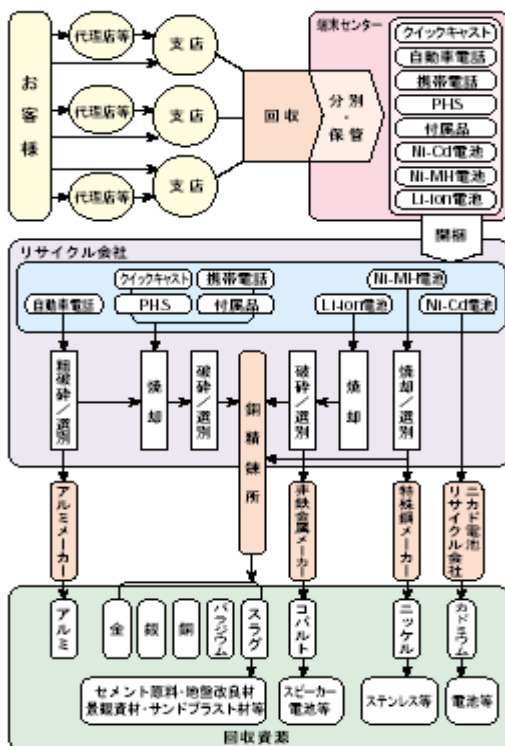 お客様
代理店等
支店
代理店等
支店
代理店等
支店
回収
分別・保管
端末センター
クイックキャスト
自動車電話
携帯電話
PHS
付属品
Ni-Cd電池
Ni-MH電池
Li-ion電池
開梱
リサイクル会社
クイックキャスト
携帯電話
Ni-MH電池
自動車電話
PHS
付属品
Li-ion電池
Ni-Cd電池
粗破砕/選別
焼却
破砕/選別
銅精錬所
破砕/選別
焼却
焼却/選別
アルミメーカー
非鉄金属メーカー
特殊鋼メーカー
ニカド電池
リサイクル会社
アルミ
金
銀
銅
パラジウム
スラグ
コバルト
ニッケル
カドミウム
セメント原料・地盤改良材
景観資材・サンドブラスト材等
スピーカー
電池等
ステンレス等
電池等
回収資源